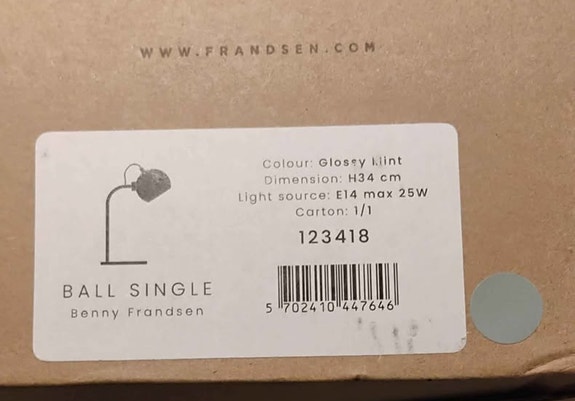 WWW.FRANDSEN.COM
Colour: Glossy Mint
Dimension: H34 cm
Light source: E14 max 25W
Carton: 1/1
123418
BALL SINGLE
Benny Frandsen
5 702410 447646